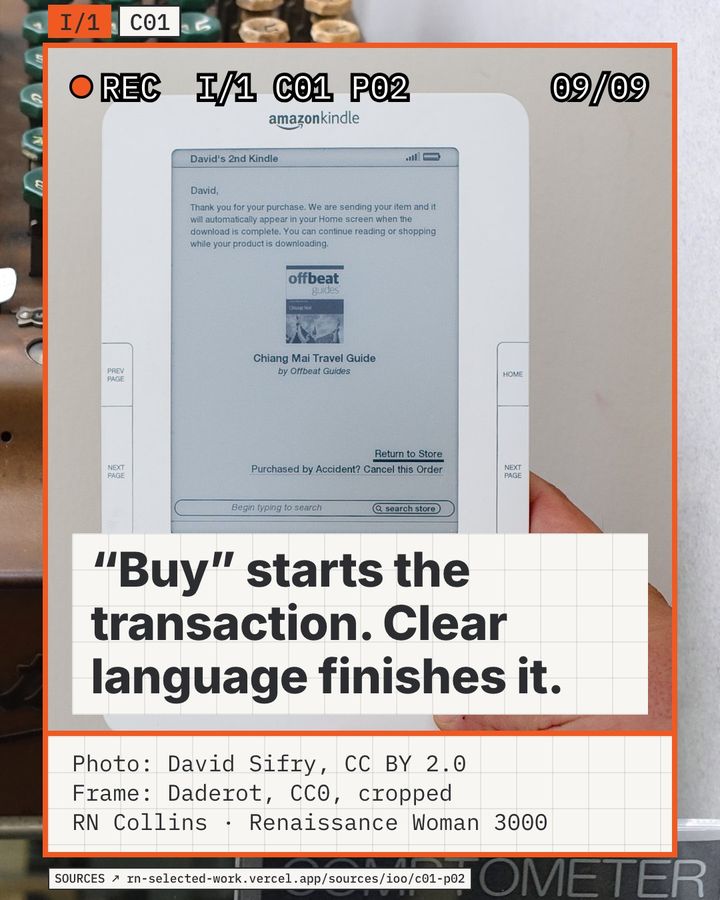 I/1 C01
REC I/1 C01 P02 09/09
amazonkindle
David's 2nd Kindle
David,
Thank you for your purchase. We are sending your item and it
will automatically appear in your Home screen when the
download is complete. You can continue reading or shopping
while your product is downloading.
offbeat
guides
Chiang Mai Travel Guide
by Offbeat Guides
PREV
PAGE
HOME
NEXT
PAGE
NEXT
PAGE
Return to Store
Purchased by Accident? Cancel this Order
Begin typing to search
search store
“Buy” starts the
transaction. Clear
language finishes it.
Photo: David Sifry, CC BY 2.0
Frame: Daderot, CC0, cropped
RN Collins · Renaissance Woman 3000
SOURCES ↗ rn-selected-work.vercel.app/sources/ioo/c01-p02
COMPTOMETER